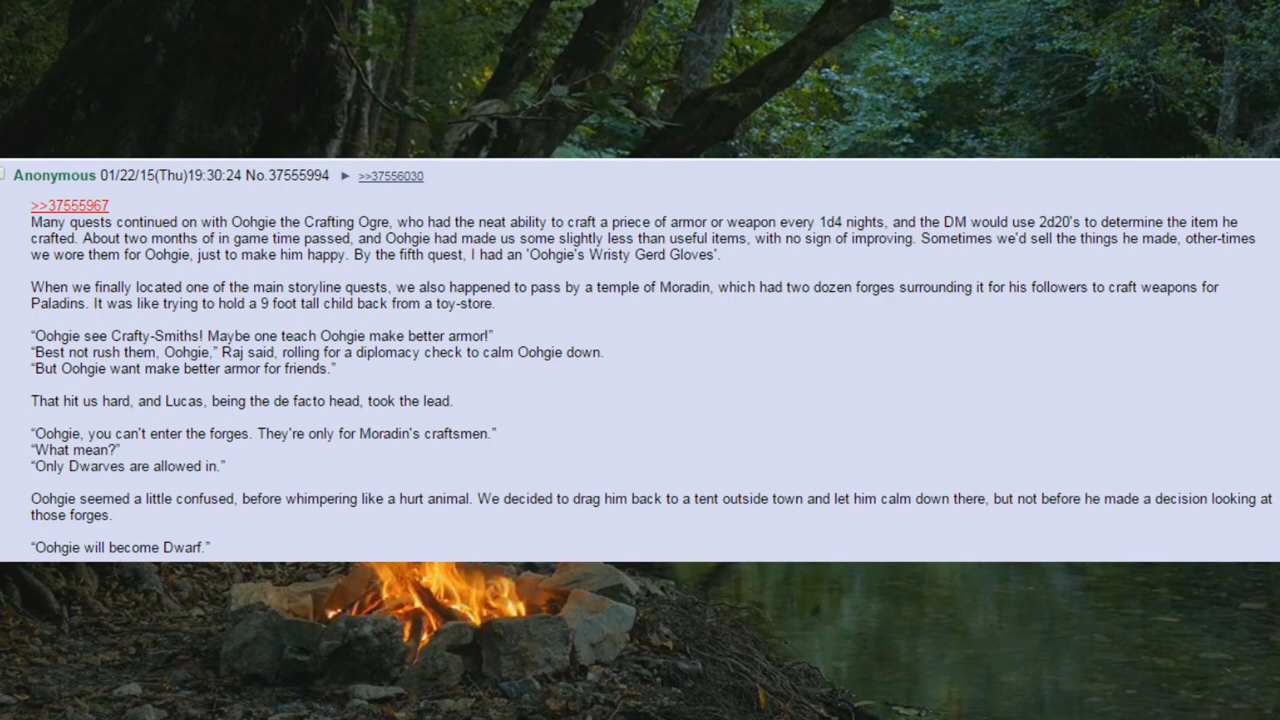 Anonymous 01/22/15(Thu)19:30:24 No.37555994 ► >>37556030
>>37555967
Many quests continued on with Oohgie the Crafting Ogre, who had the neat ability to craft a priece of armor or weapon every 1d4 nights, and the DM would use 2d20's to determine the item he
crafted. About two months of in game time passed, and Oohgie had made us some slightly less than useful items, with no sign of improving. Sometimes we'd sell the things he made, other-times
we wore them for Oohgie, just to make him happy. By the fifth quest, I had an 'Oohgie's Wristy Gerd Gloves'.
When we finally located one of the main storyline quests, we also happened to pass by a temple of Moradin, which had two dozen forges surrounding it for his followers to craft weapons for
Paladins. It was like trying to hold a 9 foot tall child back from a toy-store.
“Oohgie see Crafty-Smiths! Maybe one teach Oohgie make better armor!”
“Best not rush them, Oohgie,” Raj said, rolling for a diplomacy check to calm Oohgie down.
“But Oohgie want make better armor for friends.”
That hit us hard, and Lucas, being the de facto head, took the lead.
“Oohgie, you can't enter the forges. They're only for Moradin's craftsmen.”
“What mean?”
“Only Dwarves are allowed in.”
Oohgie seemed a little confused, before whimpering like a hurt animal. We decided to drag him back to a tent outside town and let him calm down there, but not before he made a decision looking at
those forges.
“Oohgie will become Dwarf.”